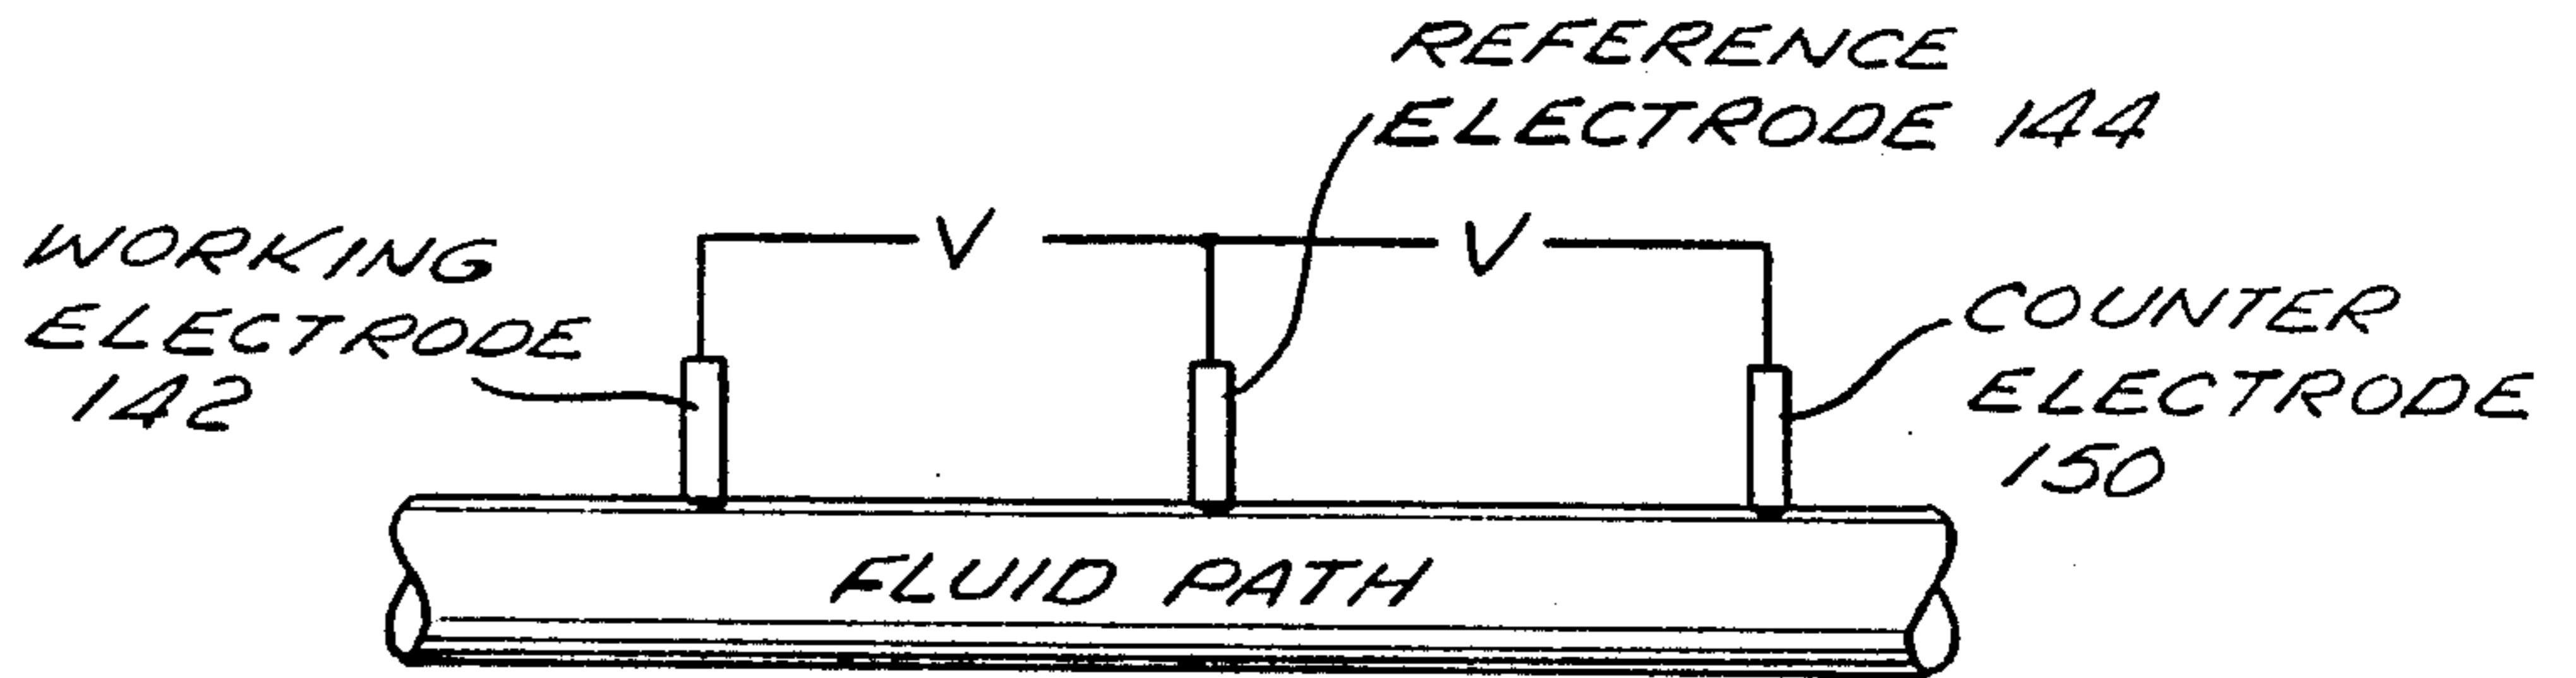 REFERENCE
ELECTRODE 144
V
V
WORKING
ELECTRODE
142
COUNTER
ELECTRODE
150
FLUID PATH